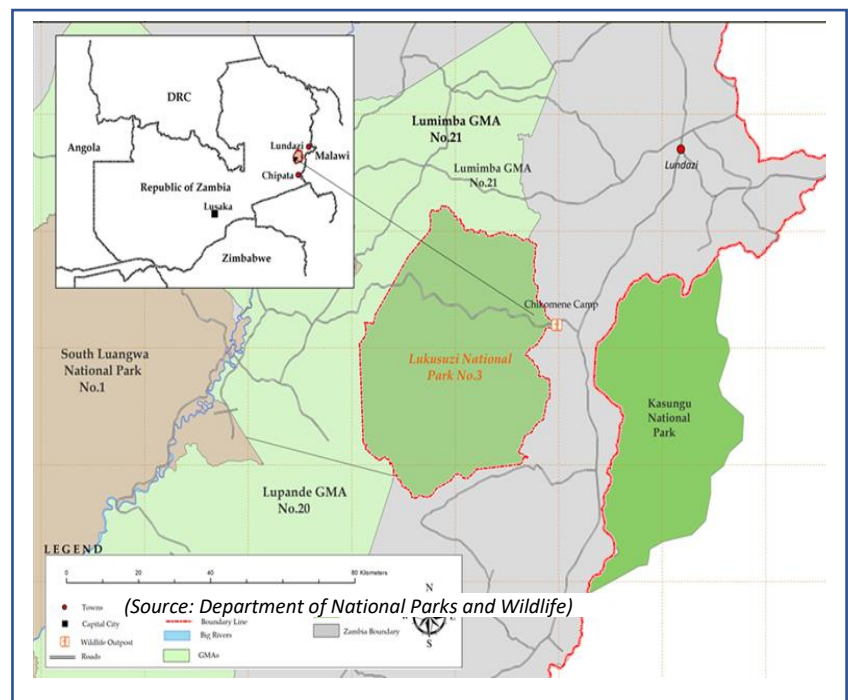 DRC
Angola
Lundazi
Malawi
Republic of Zambia
Chipata
Lusaka
Zimbabwe
Lumimba GMA
No.21
Lumimba GMA
No.21
Lundazi
Chikomene Camp
South Luangwa
National Park
No.1
Lukusuzi National
Park No.3
Kasungu
National
Park
Lupande GMA
No.20
LEGEND
0 20 40 80 Kilometers
(Source: Department of National Parks and Wildlife)
Towns
Capital City
Wildlife Outpost
Roads
Boundary Line
Big Rivers
GMAs
Zambia Boundary
N
S